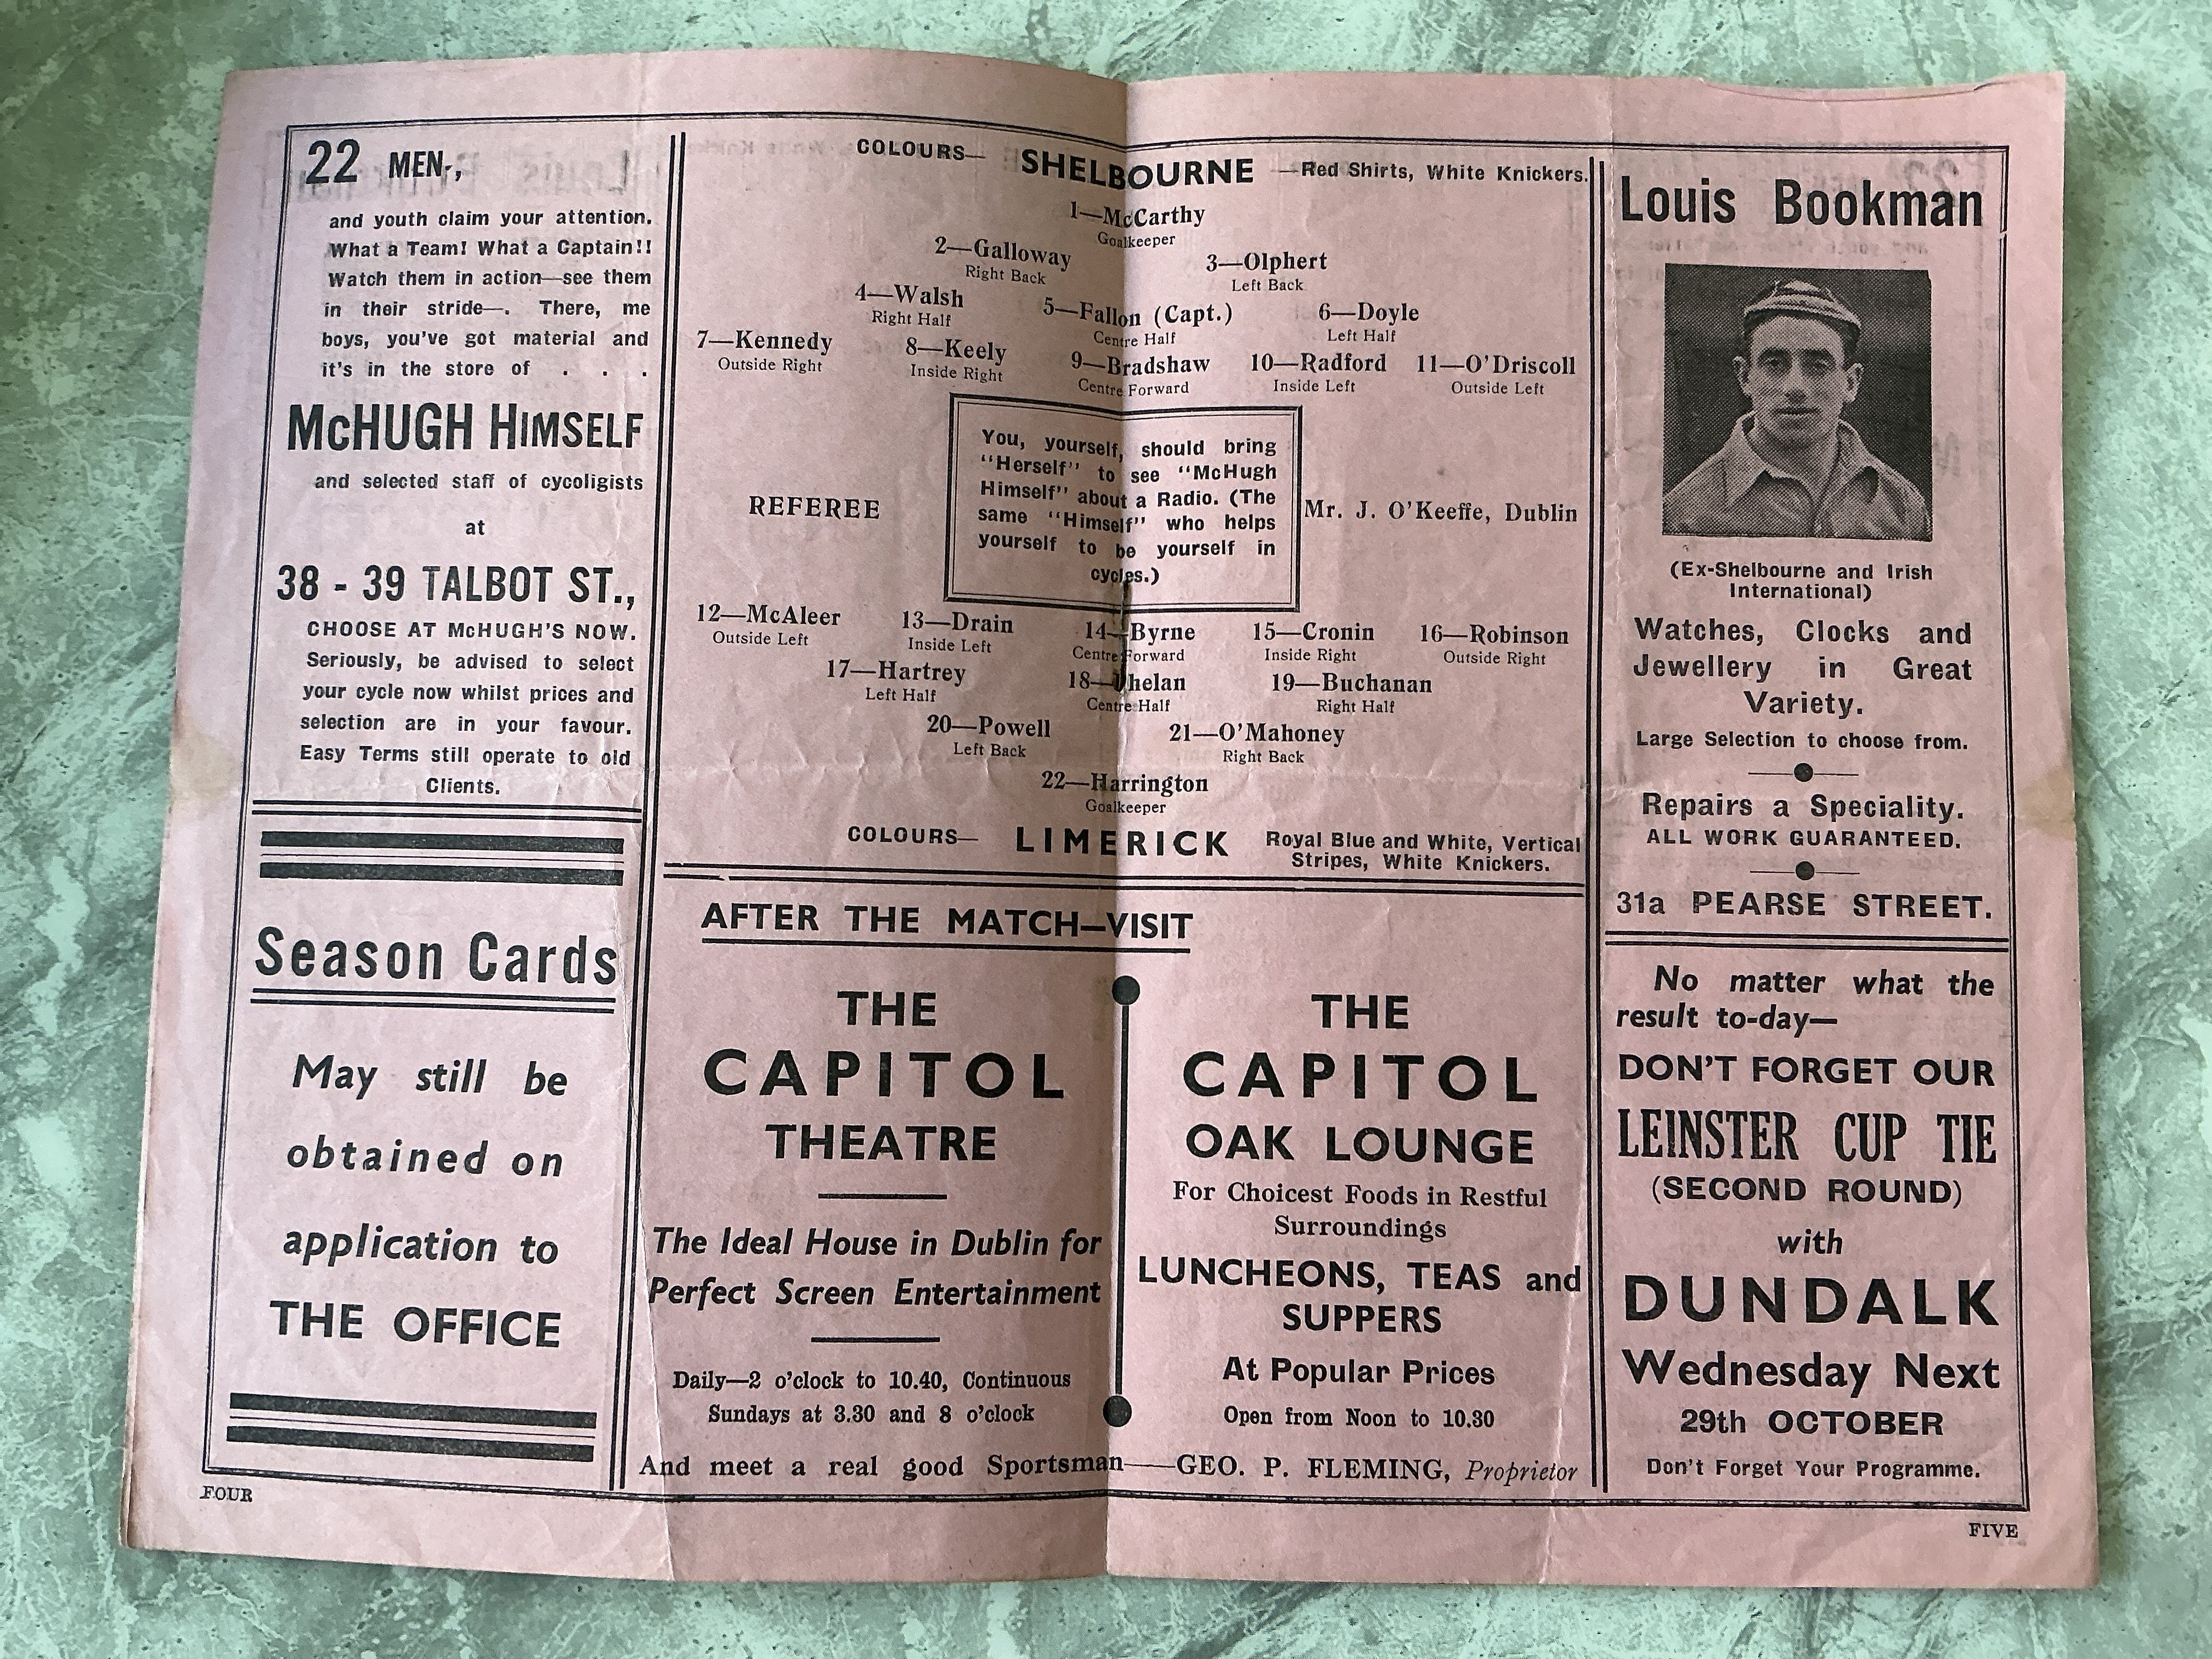 22 MEN-,
and youth claim your attention.
What a Team! What a Captain!!
Watch them in action—see them
in their stride—. There, me
boys, you've got material and
it's in the store of . . .
McHUGH HIMSELF
and selected staff of cycoligists
at
38 - 39 TALBOT ST.,
CHOOSE AT McHUGH'S NOW.
Seriously, be advised to select
your cycle now whilst prices and
selection are in your favour.
Easy Terms still operate to old
Clients.
Season Cards
May still be
obtained on
application to
THE OFFICE
FOUR
COLOURS— SHELBOURNE —Red Shirts, White Knickers.
1—McCarthy
Goalkeeper
2—Galloway 3—Olphert
Right Back Left Back
4—Walsh 5—Fallon (Capt.) 6—Doyle
Right Half Centre Half Left Half
7—Kennedy 8—Keely 9—Bradshaw 10—Radford 11—O'Driscoll
Outside Right Inside Right Centre Forward Inside Left Outside Left
You, yourself, should bring
"Herself" to see "McHugh
Himself" about a Radio. (The
same "Himself" who helps
yourself to be yourself in
cycles.)
REFEREE Mr. J. O'Keeffe, Dublin
12—McAleer 13—Drain 14—Byrne 15—Cronin 16—Robinson
Outside Left Inside Left Centre Forward Inside Right Outside Right
17—Hartrey 18—helan 19—Buchanan
Left Half Centre Half Right Half
20—Powell 21—O'Mahoney
Left Back Right Back
22—Harrington
Goalkeeper
COLOURS— LIMERICK Royal Blue and White, Vertical
Stripes, White Knickers.
AFTER THE MATCH—VISIT
THE
CAPITOL
THEATRE
The Ideal House in Dublin for
Perfect Screen Entertainment
Daily—2 o'clock to 10.40, Continuous
Sundays at 3.30 and 8 o'clock
THE
CAPITOL
OAK LOUNGE
For Choicest Foods in Restful
Surroundings
LUNCHEONS, TEAS and
SUPPERS
At Popular Prices
Open from Noon to 10.30
And meet a real good Sportsman—GEO. P. FLEMING, Proprietor
Louis Bookman
(Ex-Shelbourne and Irish
International)
Watches, Clocks and
Jewellery in Great
Variety.
Large Selection to choose from.
Repairs a Speciality.
ALL WORK GUARANTEED.
31a PEARSE STREET.
No matter what the
result to-day—
DON'T FORGET OUR
LEINSTER CUP TIE
(SECOND ROUND)
with
DUNDALK
Wednesday Next
29th OCTOBER
Don't Forget Your Programme.
FIVE